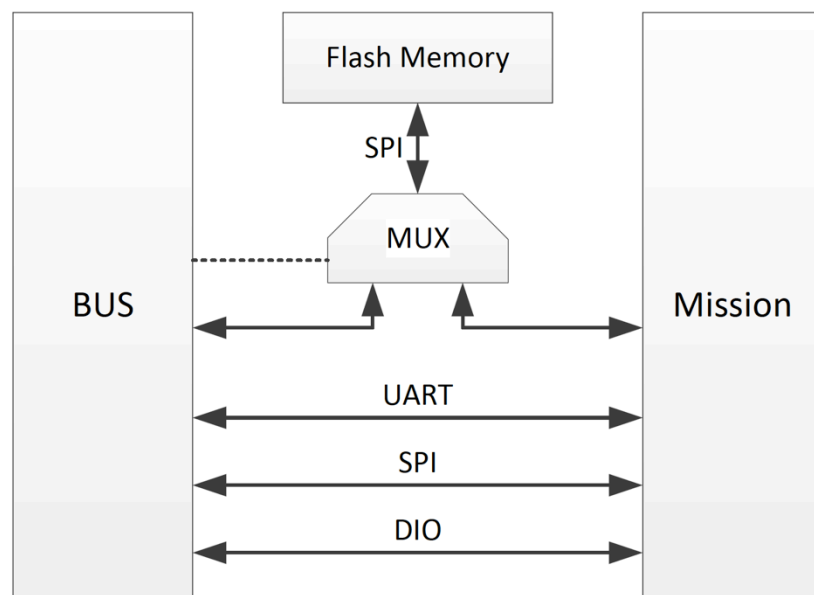 Flash Memory
SPI
MUX
BUS
Mission
UART
SPI
DIO